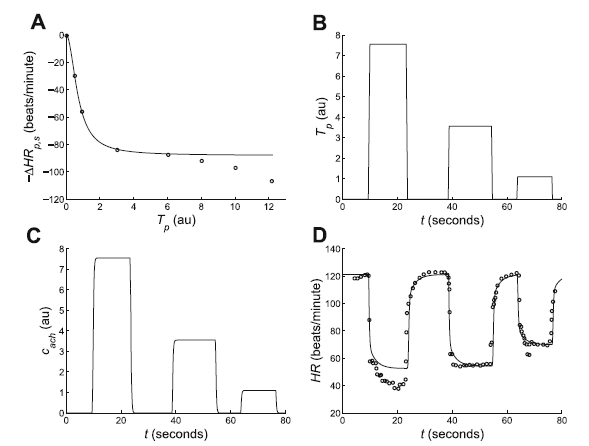 A
0
−20
−40
−60
−80
−100
−120
0 2 4 6 8 10 12
T_p (au)
−ΔHR_p,s (beats/minute)
B
8
7
6
5
4
3
2
1
0
0 20 40 60 80
t (seconds)
T_p (au)
C
8
7
6
5
4
3
2
1
0
0 20 40 60 80
t (seconds)
c_ach (au)
D
140
120
100
80
60
40
20
0 20 40 60 80
t (seconds)
HR (beats/minute)